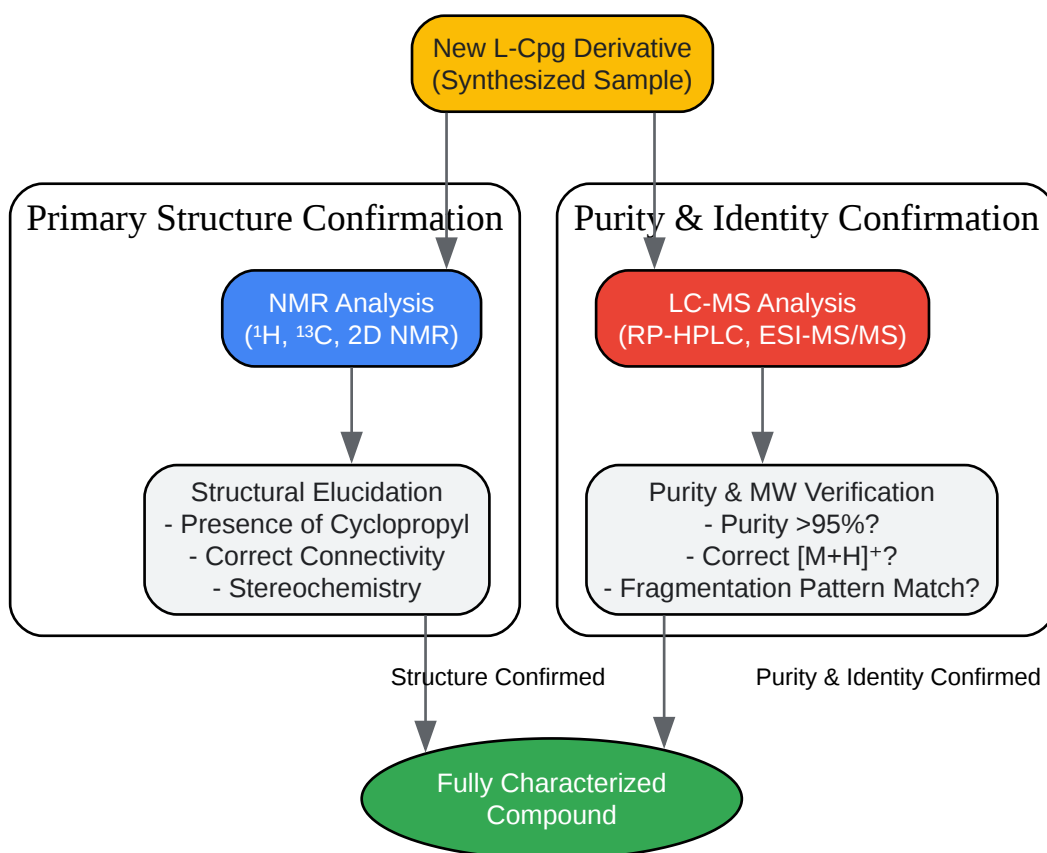 New L-Cpg Derivative
(Synthesized Sample)
Primary Structure Confirmation
Purity & Identity Confirmation
NMR Analysis
(¹H, ¹³C, 2D NMR)
LC-MS Analysis
(RP-HPLC, ESI-MS/MS)
Structural Elucidation
- Presence of Cyclopropyl
- Correct Connectivity
- Stereochemistry
Purity & MW Verification
- Purity >95%?
- Correct [M+H]⁺?
- Fragmentation Pattern Match?
Structure Confirmed
Purity & Identity Confirmed
Fully Characterized
Compound